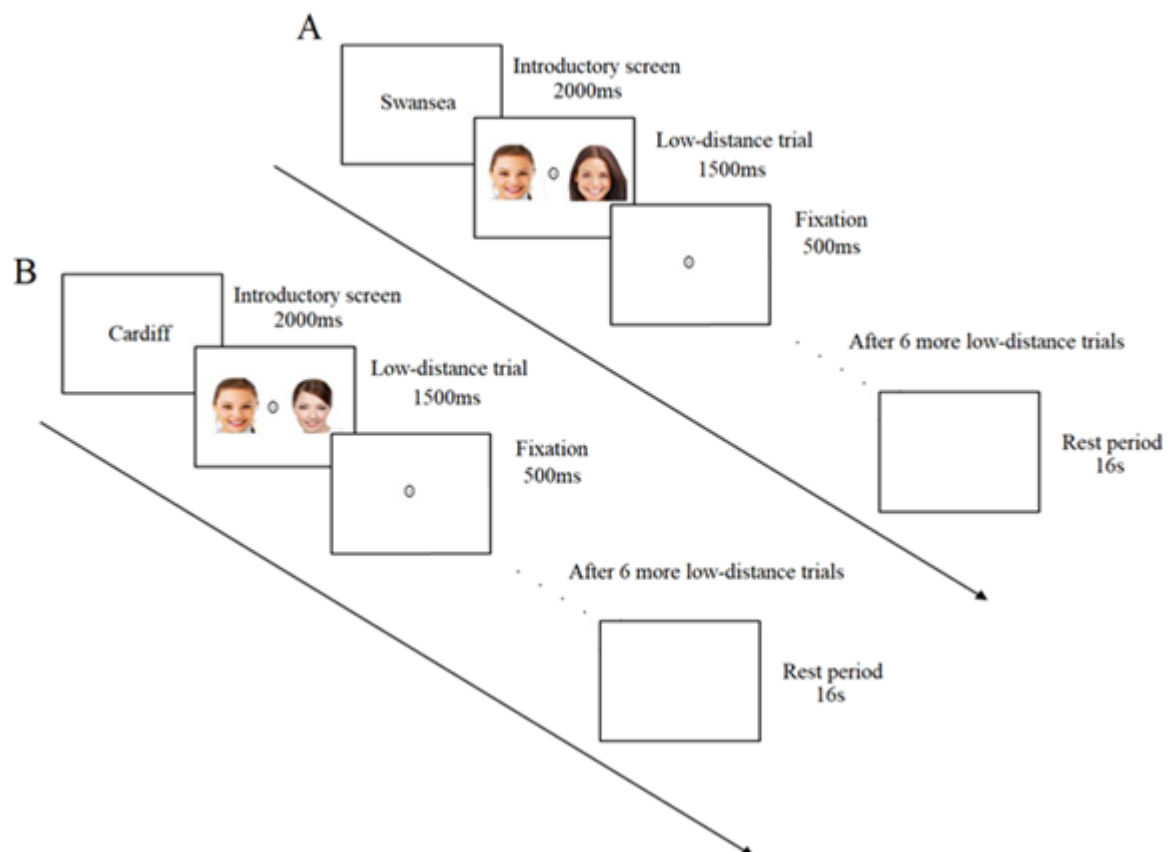 A
Swansea
Introductory screen
2000ms
Low-distance trial
1500ms
Fixation
500ms
After 6 more low-distance trials
Rest period
16s
B
Cardiff
Introductory screen
2000ms
Low-distance trial
1500ms
Fixation
500ms
After 6 more low-distance trials
Rest period
16s